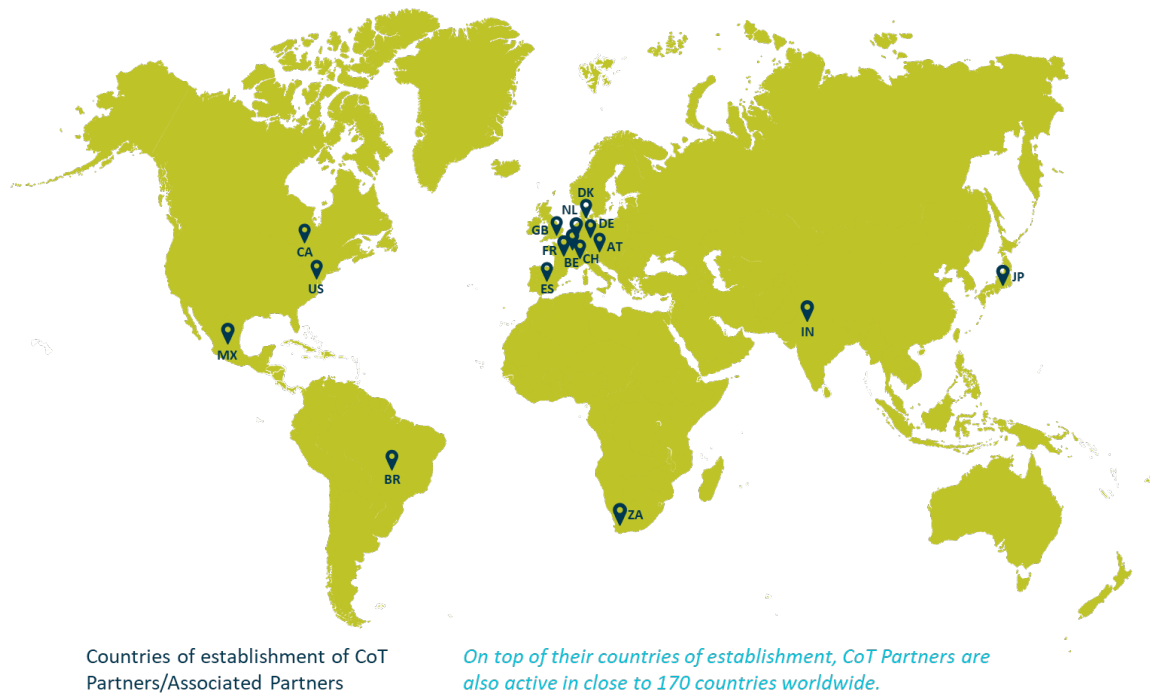 DK
NL
GB
DE
FR
AT
BE
CH
ES
CA
US
MX
JP
IN
BR
ZA
Countries of establishment of CoT
Partners/Associated Partners
On top of their countries of establishment, CoT Partners are
also active in close to 170 countries worldwide.